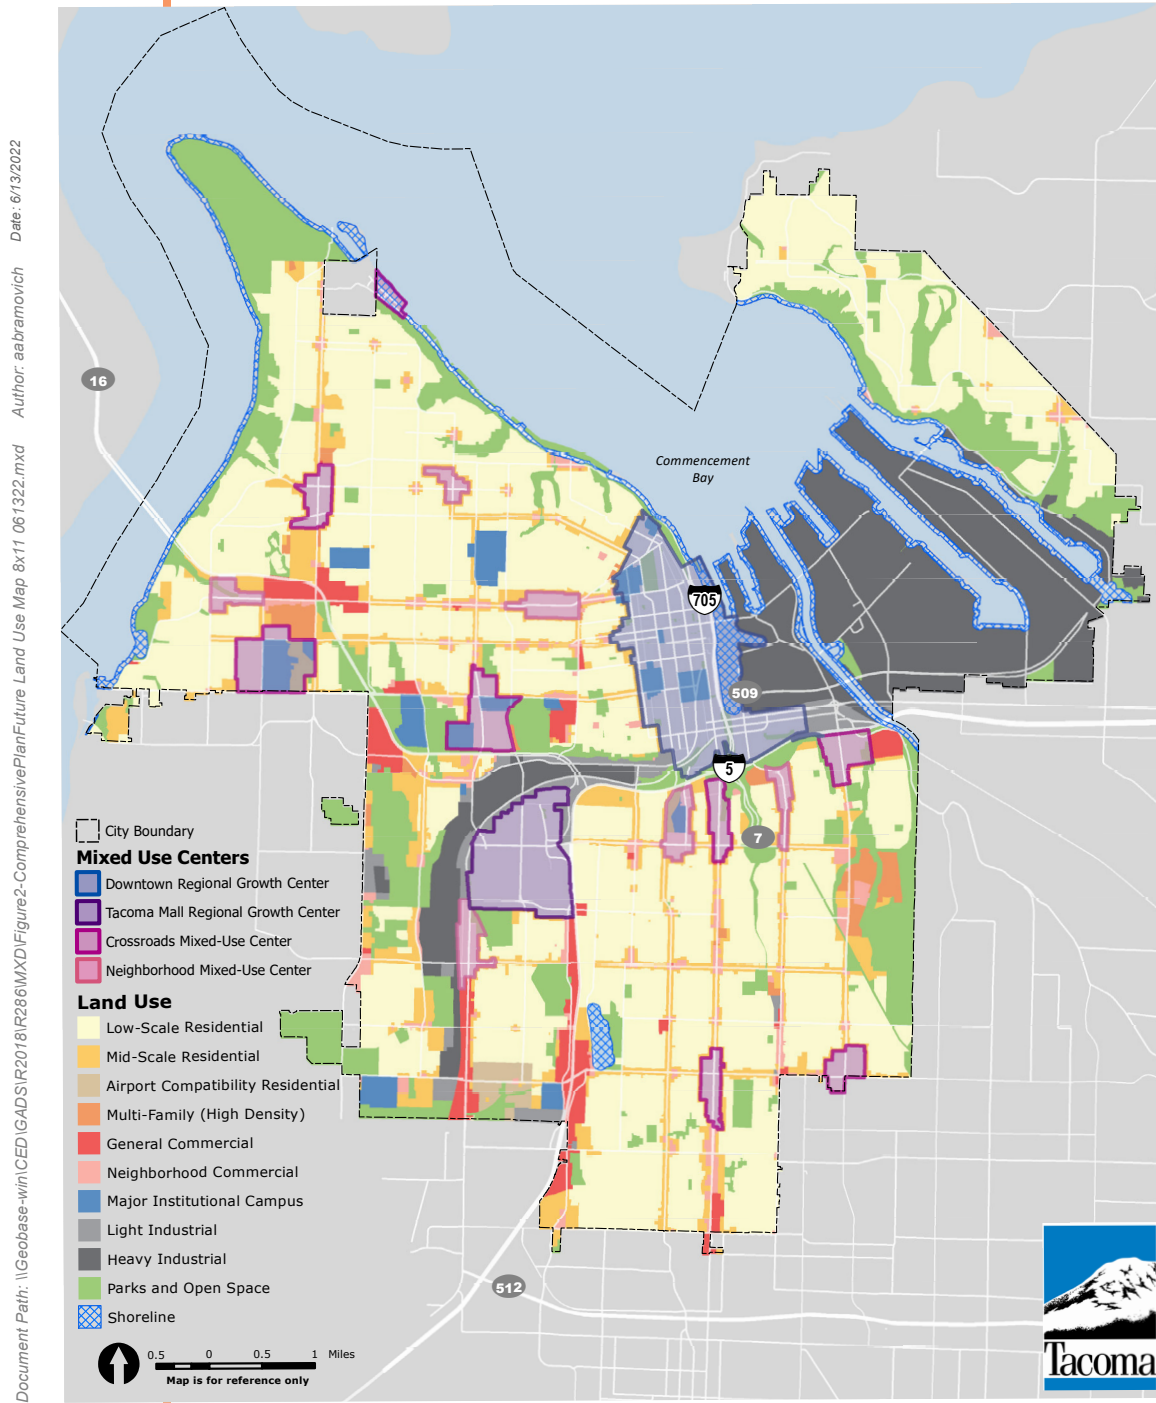 Document Path: \\Geobase-win\CED\GADS\R2018\R286\MXD\Figure2-ComprehensivePlanFuture Land Use Map 8x11 061322.mxd Author: aabramovich Date: 6/13/2022
16
Commencement
Bay
705
509
5
7
512
City Boundary
Mixed Use Centers
Downtown Regional Growth Center
Tacoma Mall Regional Growth Center
Crossroads Mixed-Use Center
Neighborhood Mixed-Use Center
Land Use
Low-Scale Residential
Mid-Scale Residential
Airport Compatibility Residential
Multi-Family (High Density)
General Commercial
Neighborhood Commercial
Major Institutional Campus
Light Industrial
Heavy Industrial
Parks and Open Space
Shoreline
0.5 0 0.5 1 Miles
Map is for reference only
Tacoma